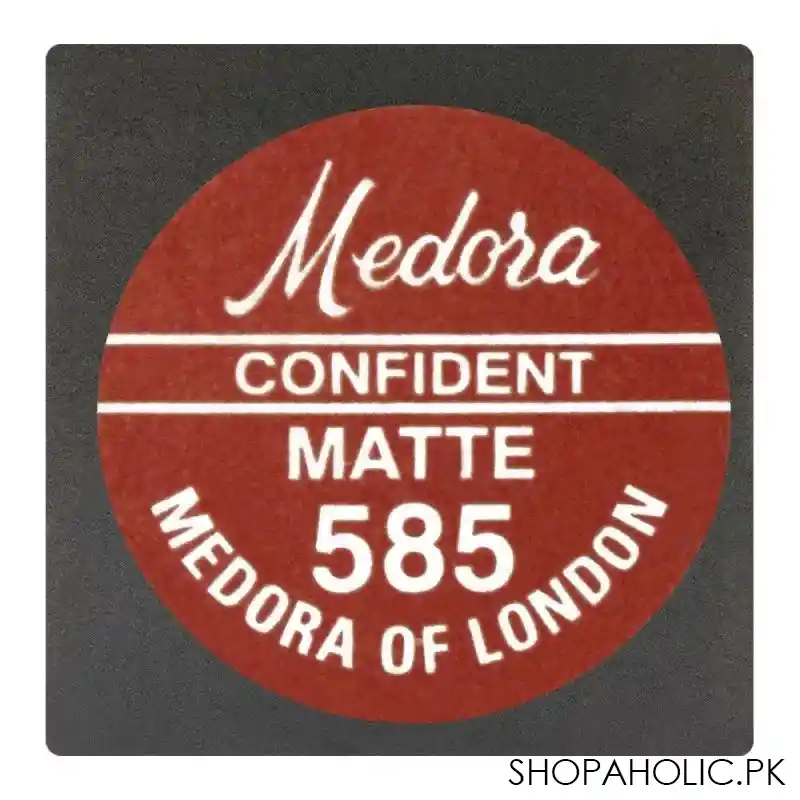 Medora
CONFIDENT
MATTE
585
MEDORA OF LONDON
SHOPAHOLIC.PK